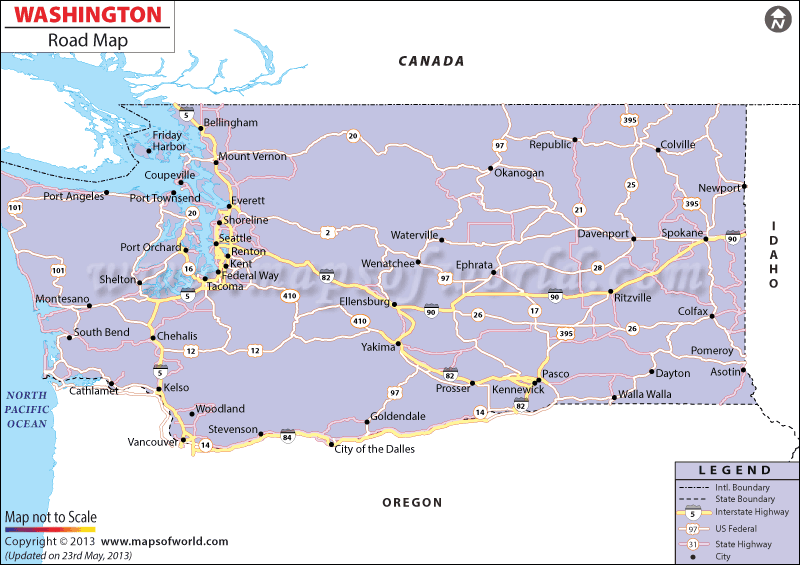 WASHINGTON
Road Map
CANADA
5
Bellingham
Friday
Harbor
20
97
Republic
625
Colville
395
Mount Vernon
Okanogan
Coupeville
25
Newport
Port Angeles
Port Townsend
101
Everett
20
21
395
Shoreline
2
Waterville
Davenport
Spokane
90
Seattle
Port Orchard
Renton
Kent
Wenatchee
Ephrata
28
101
16
Federal Way
82
Shelton
Tacoma
5
410
90
Ritzville
Montesano
Ellensburg
90
26
17
26
Colfax
410
395
South Bend
Chehalis
12
12
Yakima
Pomeroy
5
82
Pasco
Dayton
Asotin
Cathlamet
Kelso
97
Prosser
Kennewick
Walla Walla
82
14
NORTH
PACIFIC
OCEAN
Woodland
Goldendale
Stevenson
84
Vancouver
14
City of the Dalles
IDAHO
OREGON
www.mapsofworld.com
LEGEND
Intl. Boundary
State Boundary
5 Interstate Highway
97 US Federal
31 State Highway
City
Map not to Scale
Copyright © 2013 www.mapsofworld.com
(Updated on 23rd May, 2013)